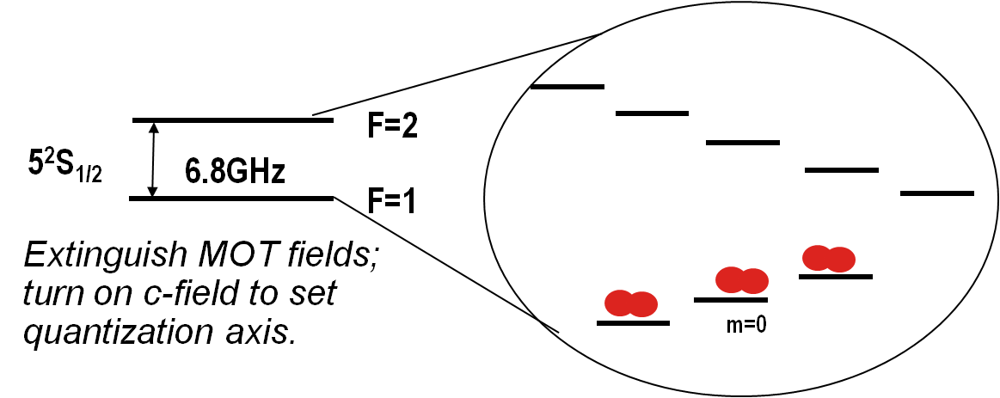 F=2
5²S₁/₂
6.8GHz
F=1
Extinguish MOT fields;
turn on c-field to set
quantization axis.
m=0